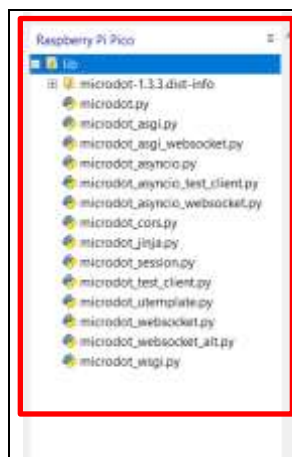 Raspberry Pi Pico
lib
microdot-1.3.3.dist-info
microdot.py
microdot_asgi.py
microdot_asgi_websocket.py
microdot_asyncio.py
microdot_asyncio_test_client.py
microdot_asyncio_websocket.py
microdot_cors.py
microdot_jinja.py
microdot_session.py
microdot_test_client.py
microdot_utemplate.py
microdot_websocket.py
microdot_websocket_alt.py
microdot_wsgi.py